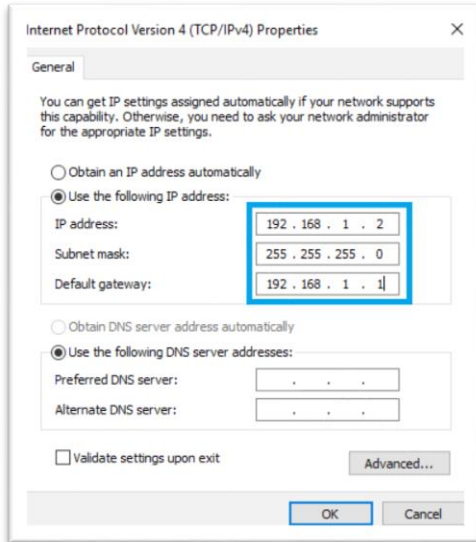 Internet Protocol Version 4 (TCP/IPv4) Properties
General
You can get IP settings assigned automatically if your network supports
this capability. Otherwise, you need to ask your network administrator
for the appropriate IP settings.
Obtain an IP address automatically
Use the following IP address:
IP address: 192 . 168 . 1 . 2
Subnet mask: 255 . 255 . 255 . 0
Default gateway: 192 . 168 . 1 . 1
Obtain DNS server address automatically
Use the following DNS server addresses:
Preferred DNS server: . . .
Alternate DNS server: . . .
Validate settings upon exit
Advanced...
OK Cancel